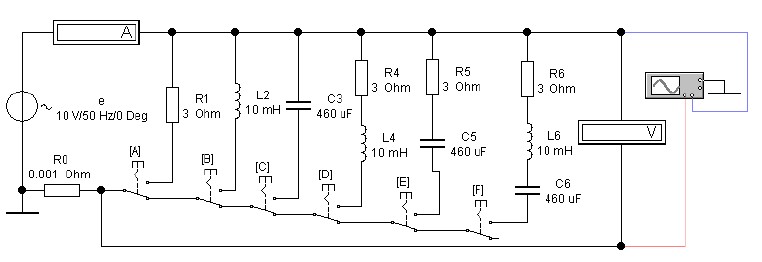 A
e
10 V/50 Hz/0 Deg
R0
0.001 Ohm
[A]
R1
3 Ohm
[B]
L2
10 mH
[C]
C3
460 uF
[D]
R4
3 Ohm
L4
10 mH
[E]
R5
3 Ohm
C5
460 uF
[F]
R6
3 Ohm
L6
10 mH
C6
460 uF
V